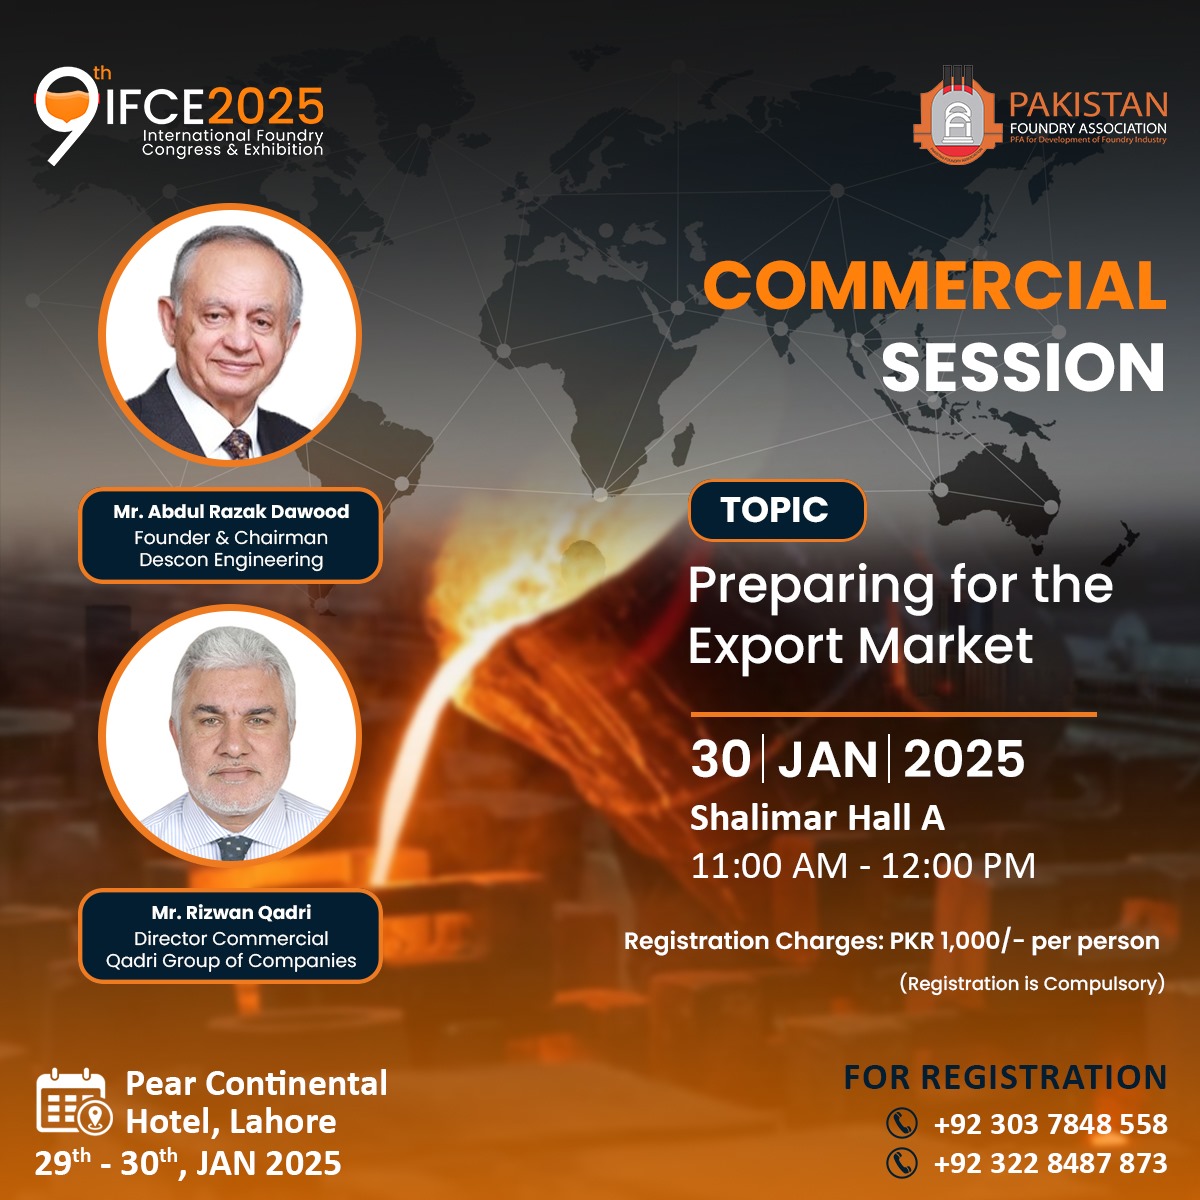 9th IFCE2025
International Foundry
Congress & Exhibition
PAKISTAN
FOUNDRY ASSOCIATION
PFA for Development of Foundry Industry
COMMERCIAL
SESSION
Mr. Abdul Razak Dawood
Founder & Chairman
Descon Engineering
TOPIC
Preparing for the
Export Market
Mr. Rizwan Qadri
Director Commercial
Qadri Group of Companies
30 | JAN | 2025
Shalimar Hall A
11:00 AM - 12:00 PM
Registration Charges: PKR 1,000/- per person
(Registration is Compulsory)
Pear Continental
Hotel, Lahore
29th - 30th, JAN 2025
FOR REGISTRATION
+92 303 7848 558
+92 322 8487 873